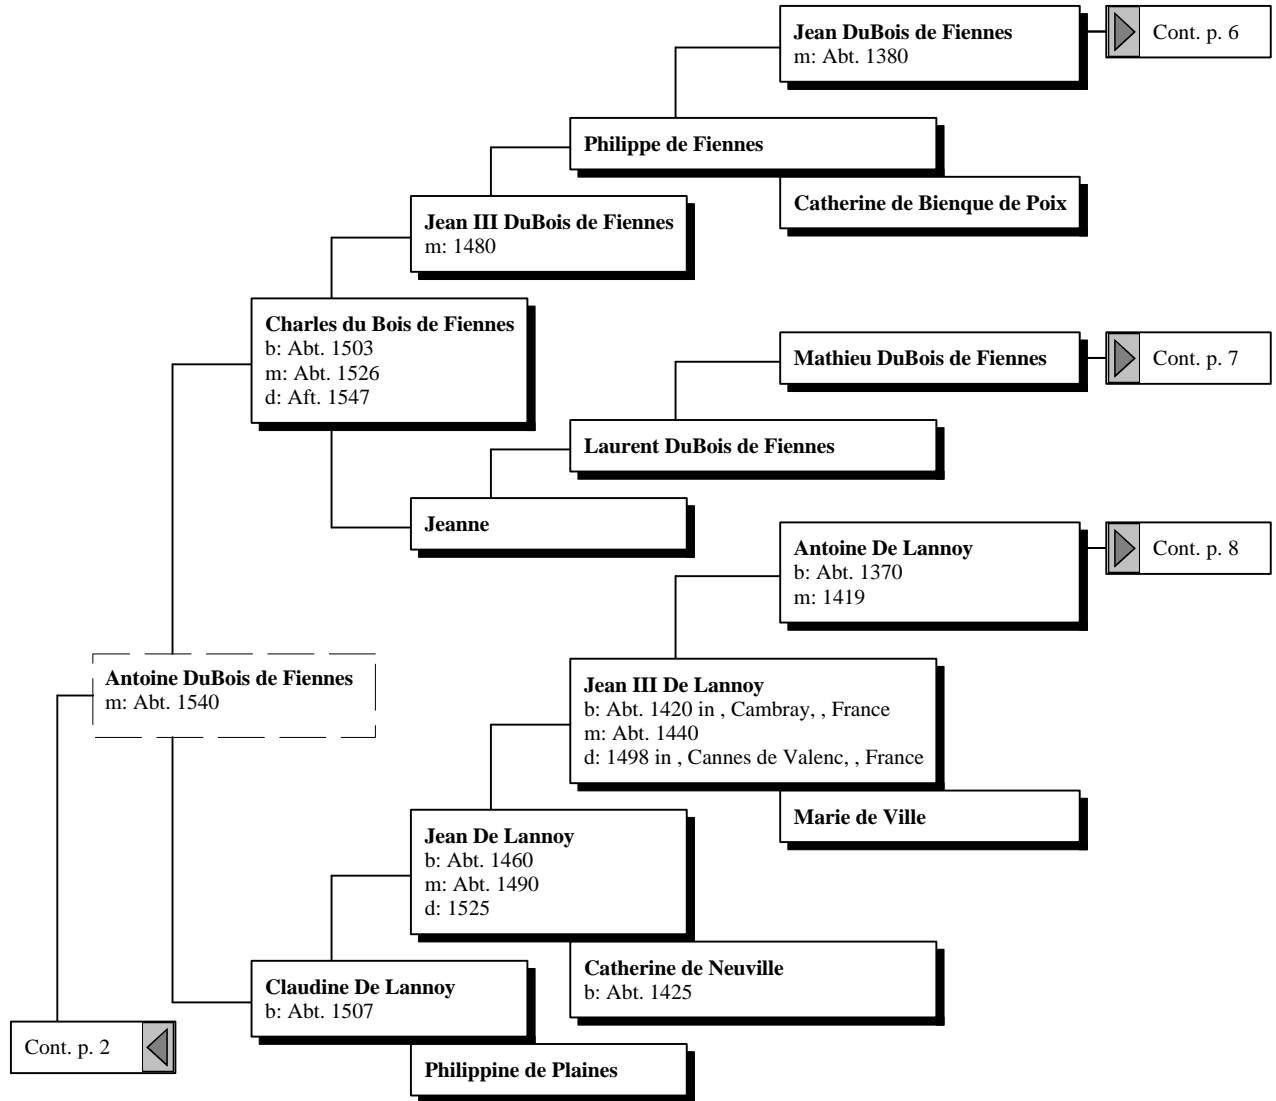 Jean DuBois de Fiennes
m: Abt. 1380
Cont. p. 6
Philippe de Fiennes
Catherine de Bienque de Poix
Jean III DuBois de Fiennes
m: 1480
Charles du Bois de Fiennes
b: Abt. 1503
m: Abt. 1526
d: Aft. 1547
Mathieu DuBois de Fiennes
Cont. p. 7
Laurent DuBois de Fiennes
Jeanne
Antoine De Lannoy
b: Abt. 1370
m: 1419
Cont. p. 8
Antoine DuBois de Fiennes
m: Abt. 1540
Jean III De Lannoy
b: Abt. 1420 in , Cambray, , France
m: Abt. 1440
d: 1498 in , Cannes de Valenc, , France
Marie de Ville
Jean De Lannoy
b: Abt. 1460
m: Abt. 1490
d: 1525
Catherine de Neuville
b: Abt. 1425
Claudine De Lannoy
b: Abt. 1507
Cont. p. 2
Philippine de Plaines